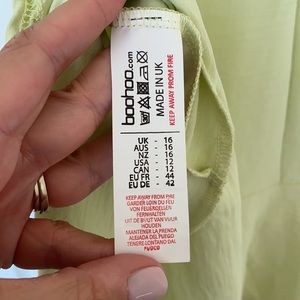 boohoo.com
MADE IN UK
KEEP AWAY FROM FIRE
UK - 16
AUS - 16
NZ - 16
USA - 12
CAN - 12
EU FR - 44
EU DE - 42
KEEP AWAY FROM FIRE
GARDER LOIN DU FEU
VON FEUERQELLEN
FERNHALTEN
UIT DE BUURT VAN VUUR
HOUDEN
MANTENER LA PRENDA
ALEJADA DEL FUEGO
TENERE LONTANO DAL
FUOCO